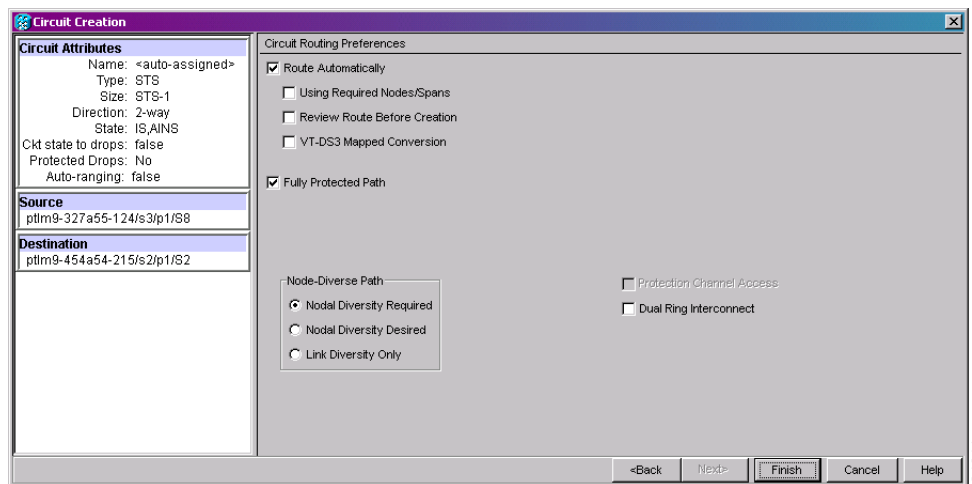 Circuit Creation
Circuit Attributes
Name: <auto-assigned>
Type: STS
Size: STS-1
Direction: 2-way
State: IS,AINS
Ckt state to drops: false
Protected Drops: No
Auto-ranging: false
Source
ptlm9-327a55-124/s3/p1/S8
Destination
ptlm9-454a54-215/s2/p1/S2
Circuit Routing Preferences
Route Automatically
Using Required Nodes/Spans
Review Route Before Creation
VT-DS3 Mapped Conversion
Fully Protected Path
Node-Diverse Path
Nodal Diversity Required
Nodal Diversity Desired
Link Diversity Only
Protection Channel Access
Dual Ring Interconnect
<Back Next> Finish Cancel Help